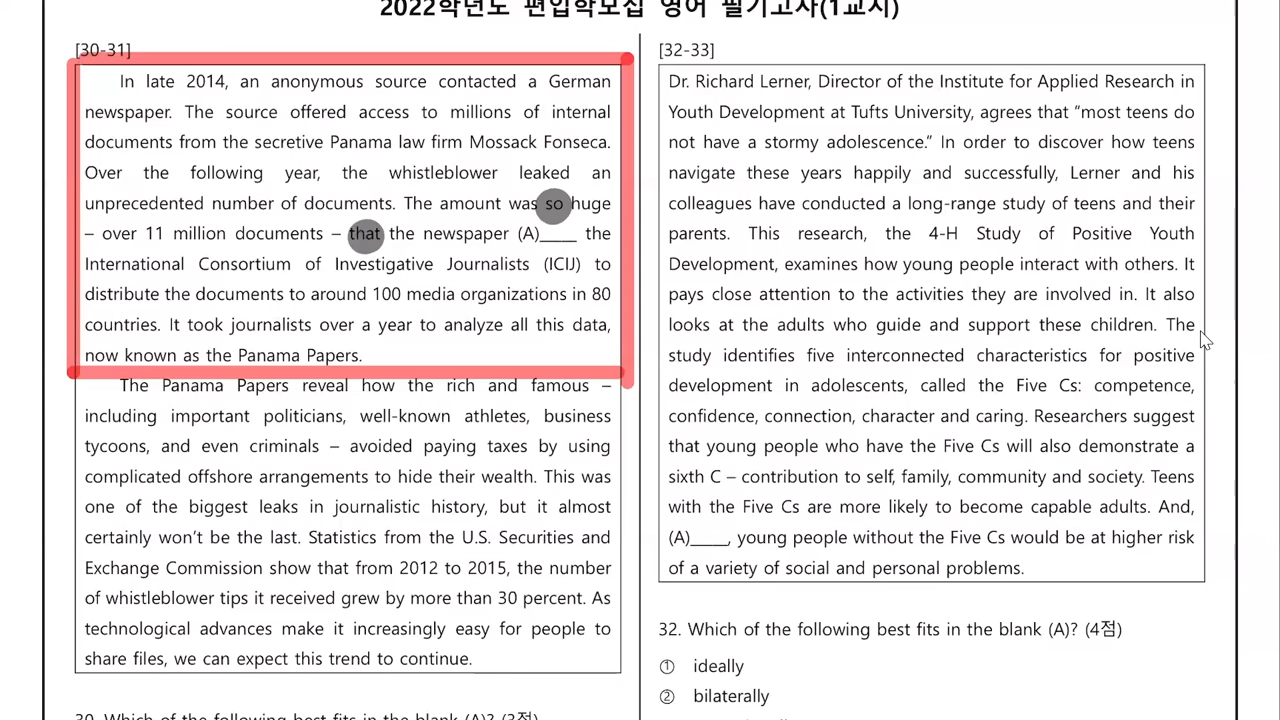 2022학년도 편입학모집 영어 필기고사(1교시)
[30-31]
In late 2014, an anonymous source contacted a German
newspaper. The source offered access to millions of internal
documents from the secretive Panama law firm Mossack Fonseca.
Over the following year, the whistleblower leaked an
unprecedented number of documents. The amount was so huge
– over 11 million documents – that the newspaper (A)____ the
International Consortium of Investigative Journalists (ICIJ) to
distribute the documents to around 100 media organizations in 80
countries. It took journalists over a year to analyze all this data,
now known as the Panama Papers.
The Panama Papers reveal how the rich and famous –
including important politicians, well-known athletes, business
tycoons, and even criminals – avoided paying taxes by using
complicated offshore arrangements to hide their wealth. This was
one of the biggest leaks in journalistic history, but it almost
certainly won't be the last. Statistics from the U.S. Securities and
Exchange Commission show that from 2012 to 2015, the number
of whistleblower tips it received grew by more than 30 percent. As
technological advances make it increasingly easy for people to
share files, we can expect this trend to continue.
30. Which of the following best fits in the blank (A)? (3점)
[32-33]
Dr. Richard Lerner, Director of the Institute for Applied Research in
Youth Development at Tufts University, agrees that “most teens do
not have a stormy adolescence.” In order to discover how teens
navigate these years happily and successfully, Lerner and his
colleagues have conducted a long-range study of teens and their
parents. This research, the 4-H Study of Positive Youth
Development, examines how young people interact with others. It
pays close attention to the activities they are involved in. It also
looks at the adults who guide and support these children. The
study identifies five interconnected characteristics for positive
development in adolescents, called the Five Cs: competence,
confidence, connection, character and caring. Researchers suggest
that young people who have the Five Cs will also demonstrate a
sixth C – contribution to self, family, community and society. Teens
with the Five Cs are more likely to become capable adults. And,
(A)____, young people without the Five Cs would be at higher risk
of a variety of social and personal problems.
32. Which of the following best fits in the blank (A)? (4점)
① ideally
② bilaterally